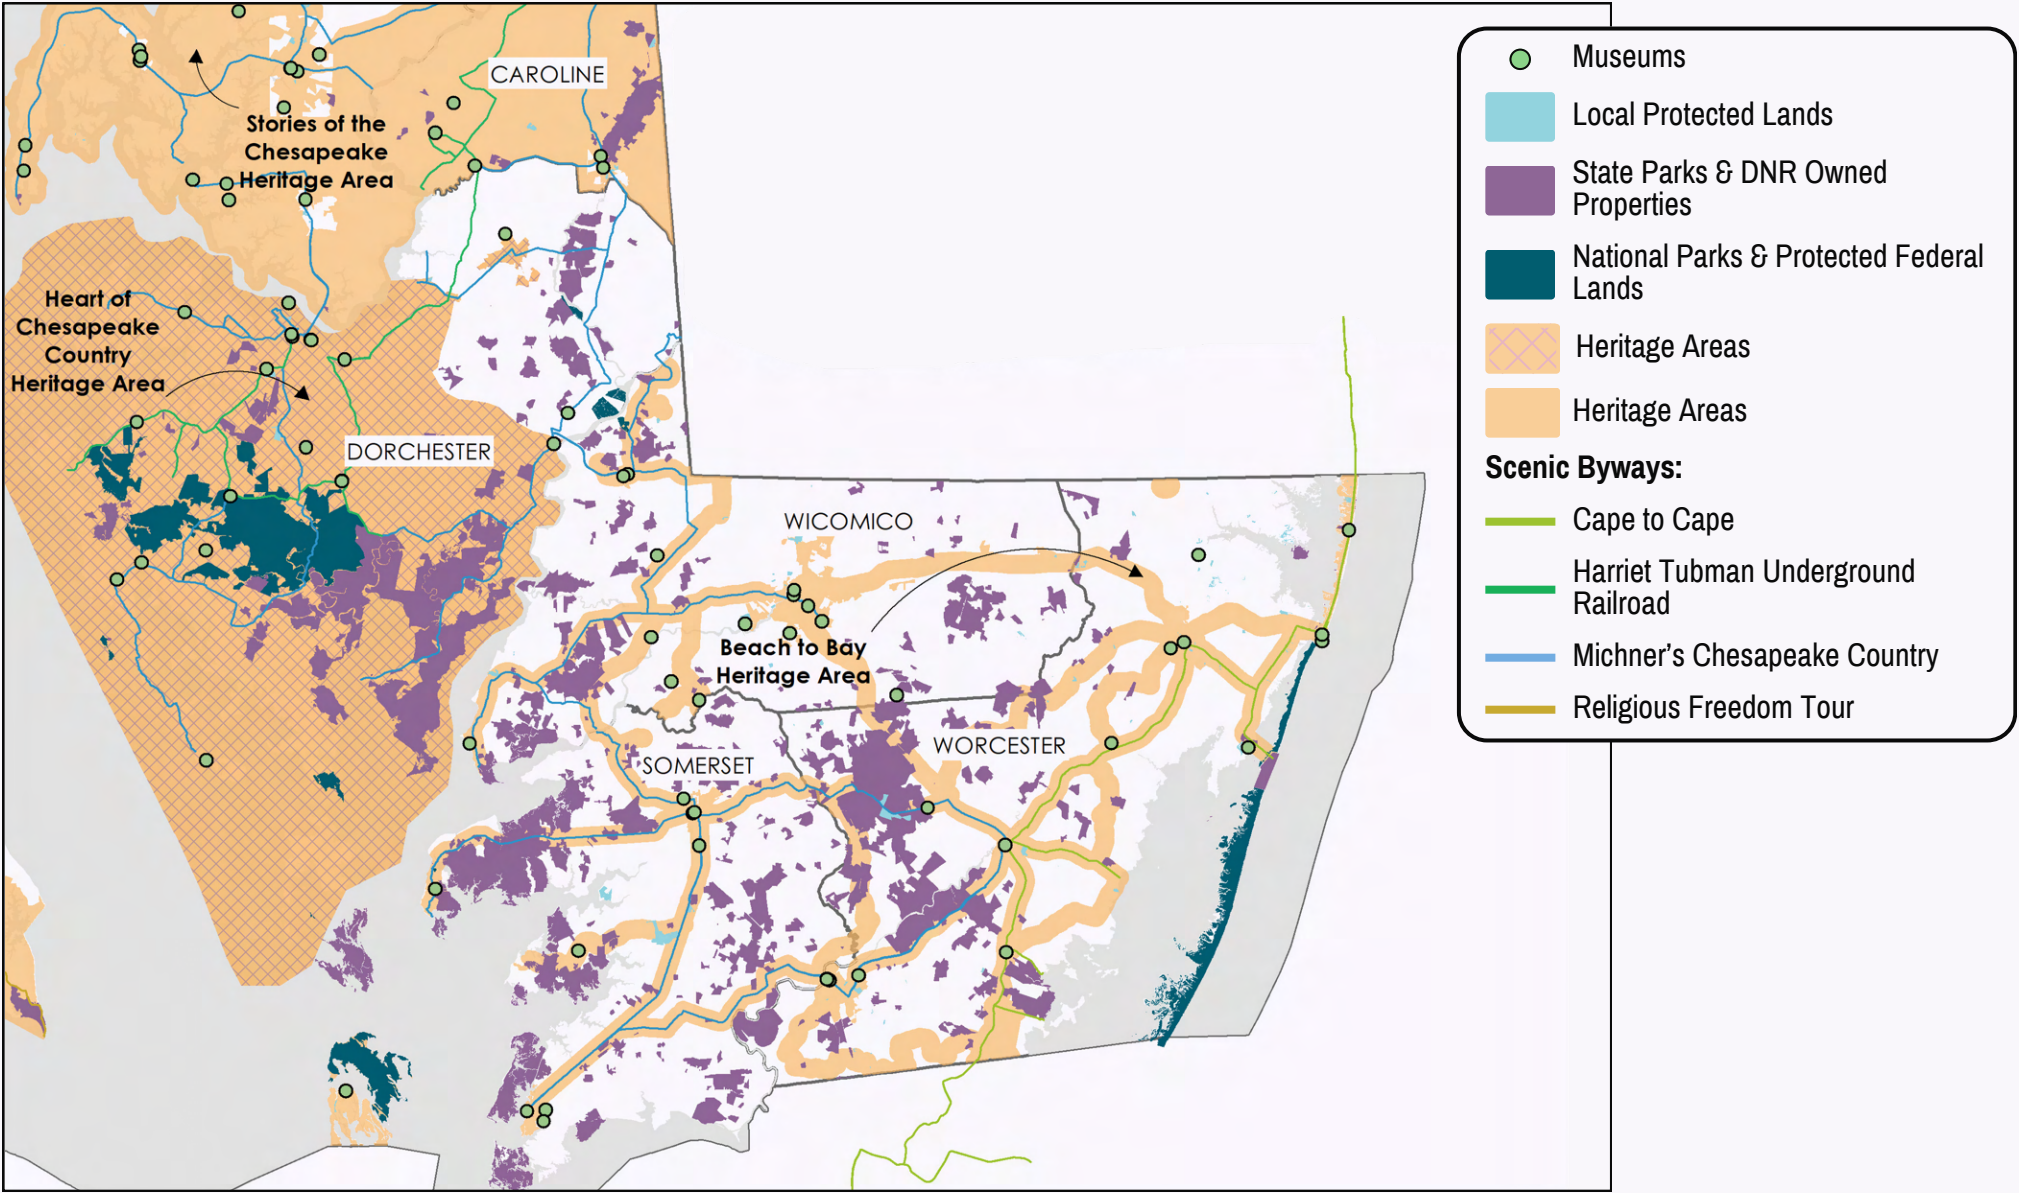 CAROLINE
Stories of the
Chesapeake
Heritage Area
Heart of
Chesapeake
Country
Heritage Area
DORCHESTER
WICOMICO
Beach to Bay
Heritage Area
WORCESTER
SOMERSET
Museums
Local Protected Lands
State Parks & DNR Owned
Properties
National Parks & Protected Federal
Lands
Heritage Areas
Heritage Areas
Scenic Byways:
Cape to Cape
Harriet Tubman Underground
Railroad
Michner's Chesapeake Country
Religious Freedom Tour